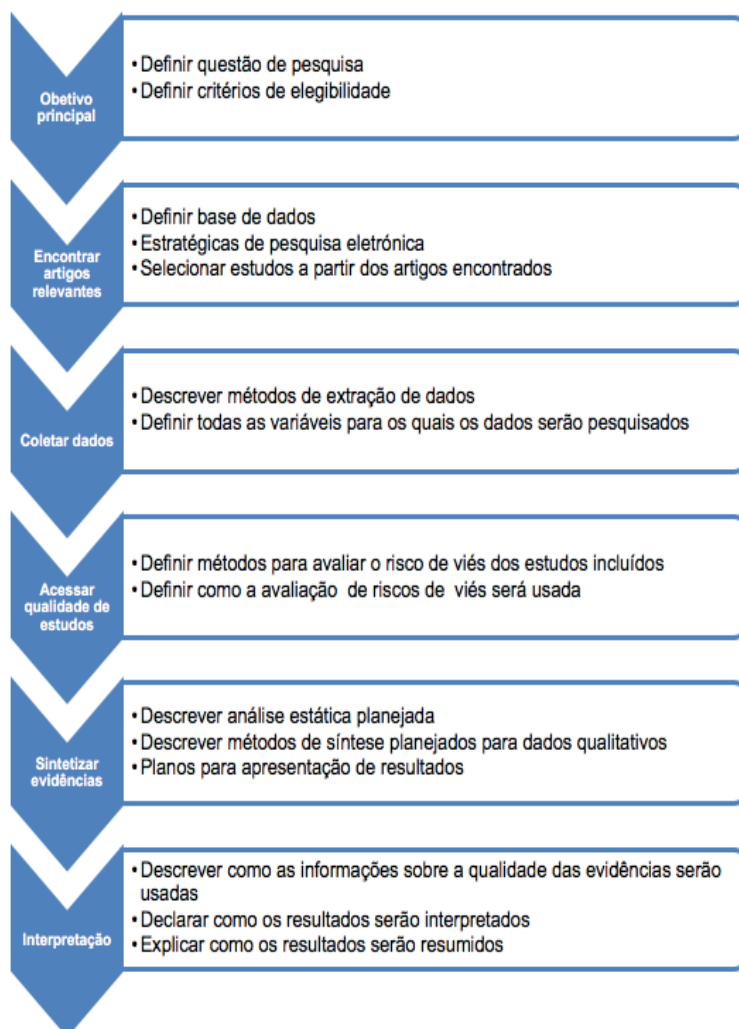 Obetivo
principal
• Definir questão de pesquisa
• Definir critérios de elegibilidade
Encontrar
artigos
relevantes
• Definir base de dados
• Estratégicas de pesquisa eletrónica
• Selecionar estudos a partir dos artigos encontrados
Coletar dados
• Descrever métodos de extração de dados
• Definir todas as variáveis para os quais os dados serão pesquisados
Acessar
qualidade de
estudos
• Definir métodos para avaliar o risco de viés dos estudos incluídos
• Definir como a avaliação de riscos de viés será usada
Sintetizar
evidências
• Descrever análise estática planejada
• Descrever métodos de síntese planejados para dados qualitativos
• Planos para apresentação de resultados
Interpretação
• Descrever como as informações sobre a qualidade das evidências serão
usadas
• Declarar como os resultados serão interpretados
• Explicar como os resultados serão resumidos